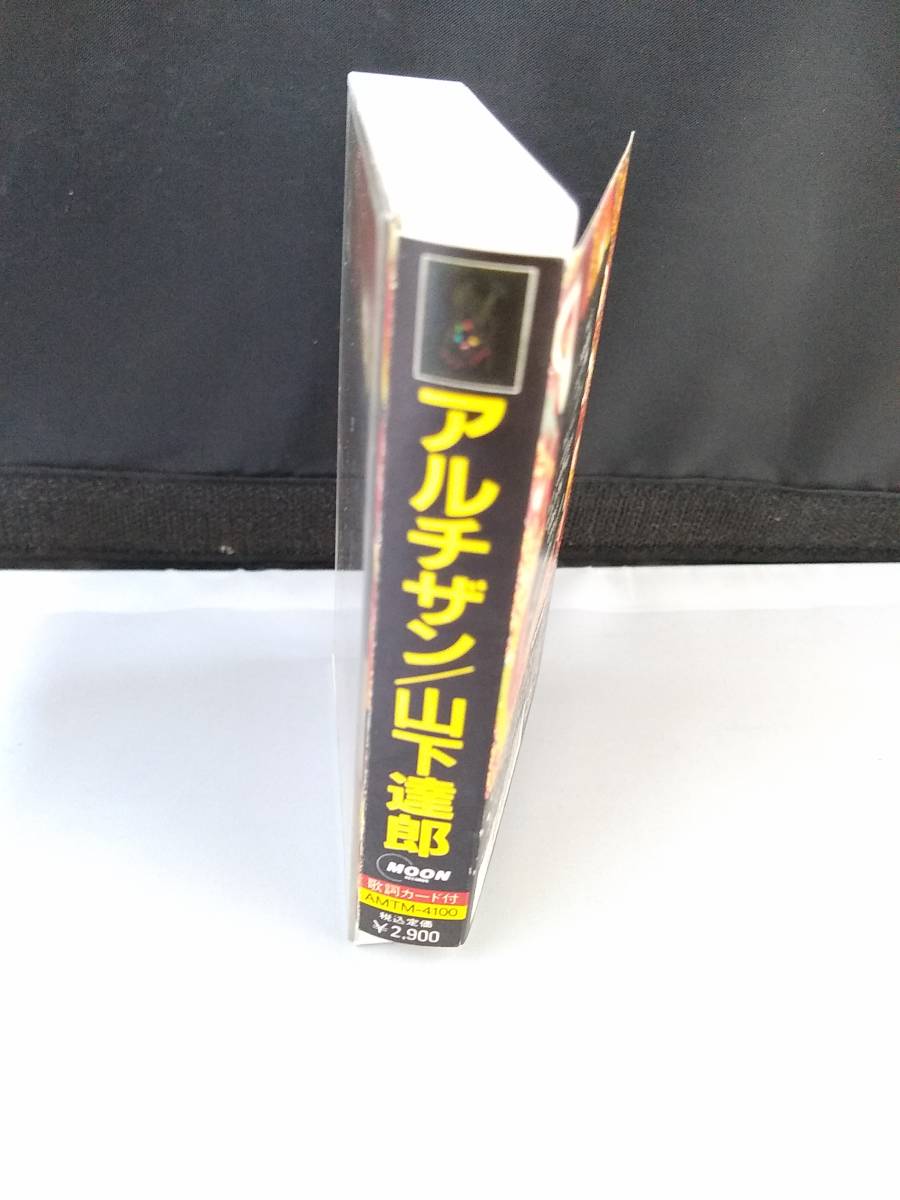 アルチザン/山下達郎
MOON
歌詞カード付
AMTM-4100
税込定価
¥2,900